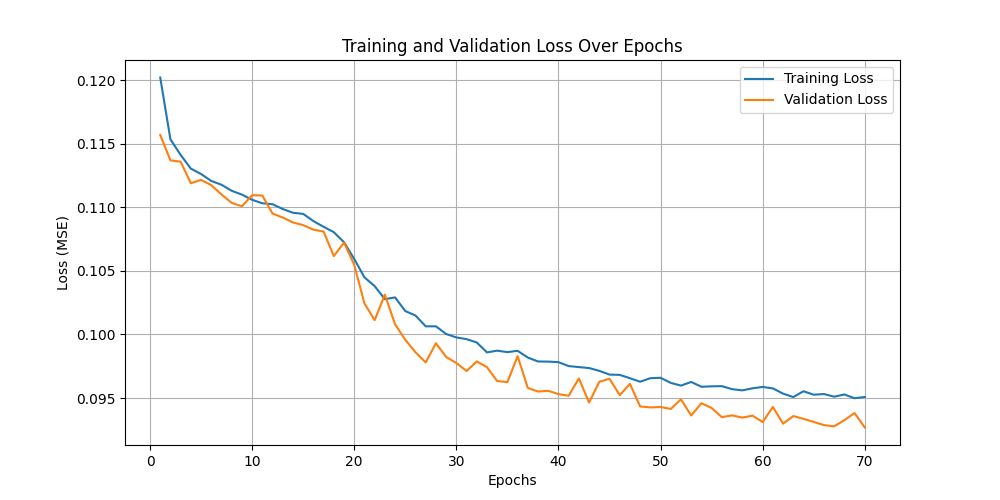 Training and Validation Loss Over Epochs
Training Loss
Validation Loss
0.120
0.115
0.110
0.105
0.100
0.095
Loss (MSE)
0 10 20 30 40 50 60 70
Epochs